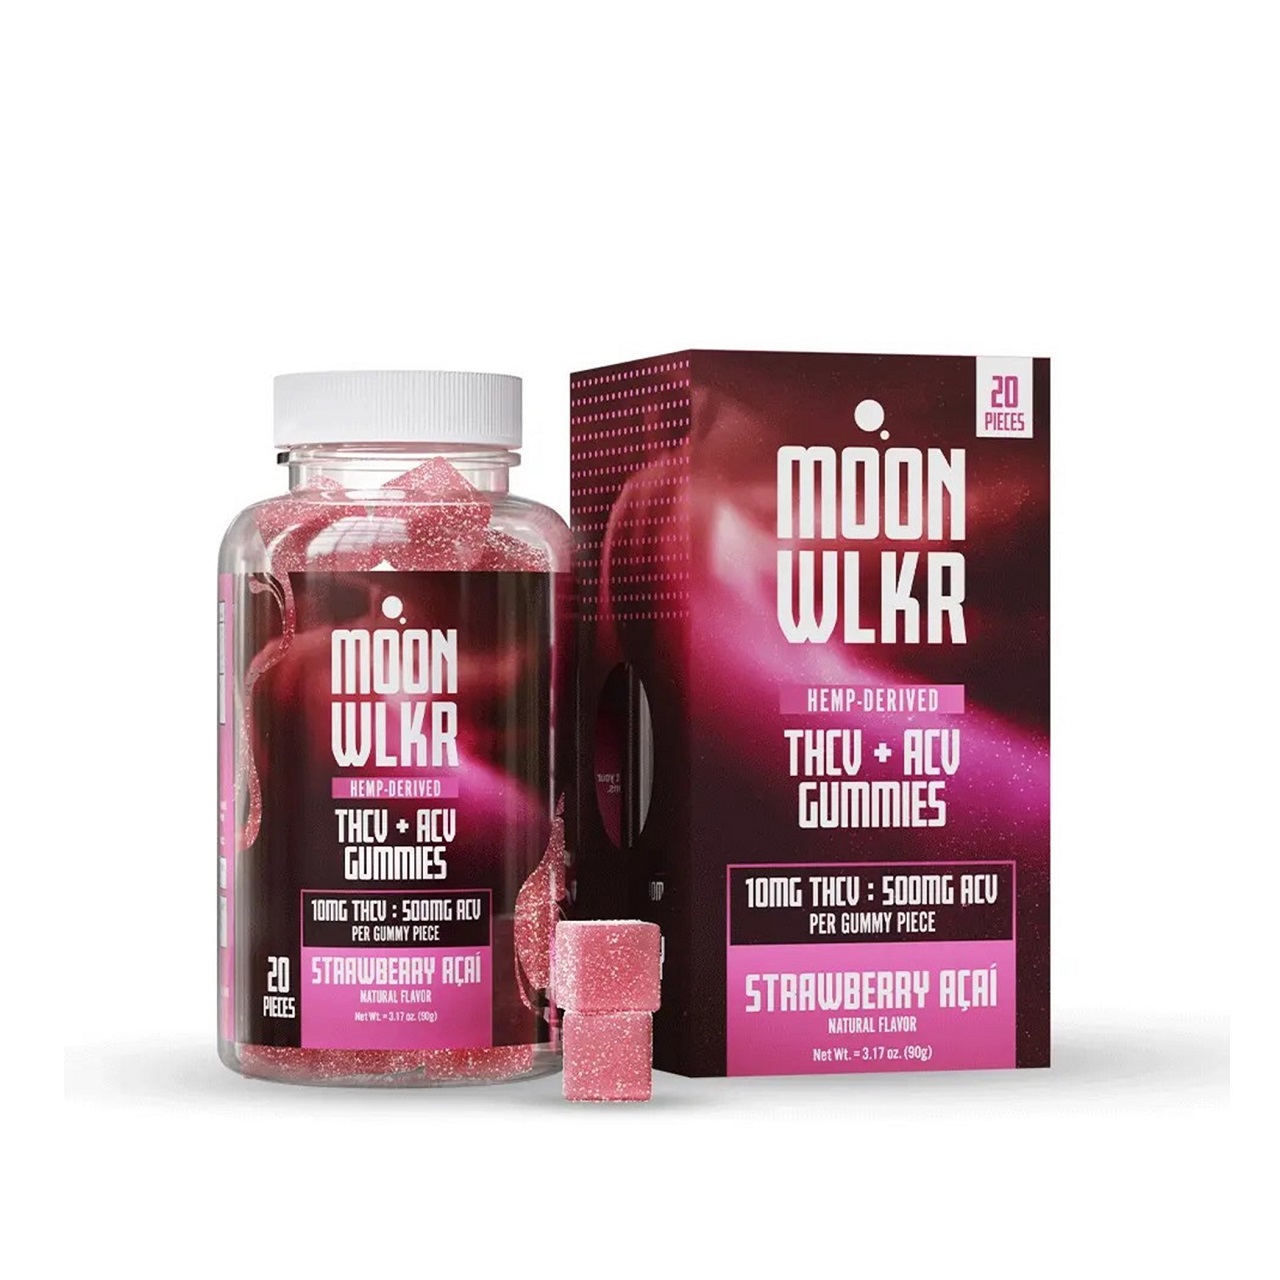 MOON
WLKR
HEMP-DERIVED
THCV + ACV
GUMMIES
10MG THCV : 500MG ACV
PER GUMMY PIECE
20
PIECES
STRAWBERRY AÇAÍ
NATURAL FLAVOR
Net Wt. = 3.17 oz. (90g)
20
PIECES
MOON
WLKR
HEMP-DERIVED
THCV + ACV
GUMMIES
10MG THCV : 500MG ACV
PER GUMMY PIECE
STRAWBERRY AÇAÍ
NATURAL FLAVOR
Net Wt. = 3.17 oz. (90g)